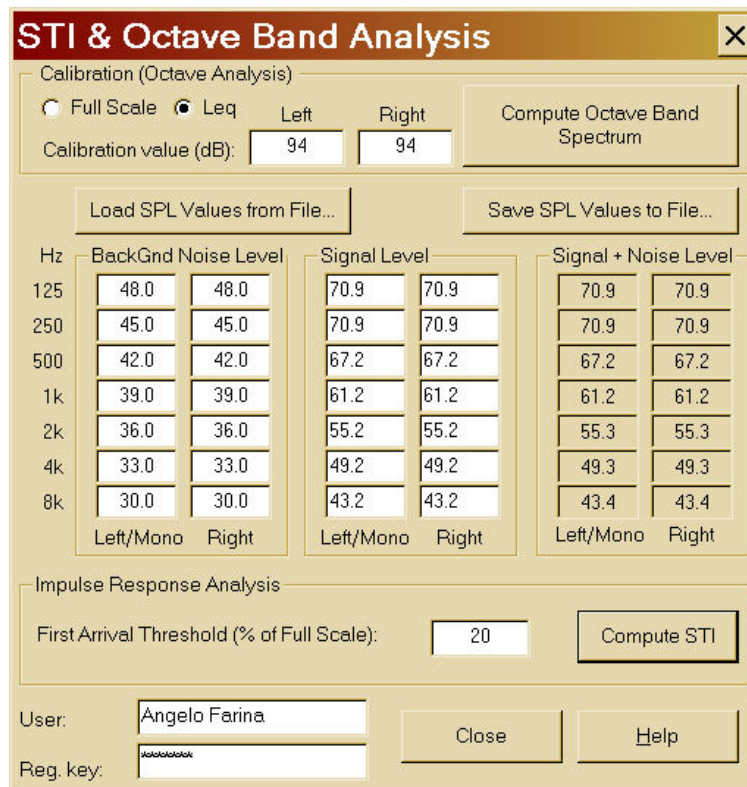 STI & Octave Band Analysis
Calibration (Octave Analysis)
Full Scale Leq Left Right
Calibration value (dB): 94 94
Compute Octave Band
Spectrum
Load SPL Values from File... Save SPL Values to File...
Hz BackGnd Noise Level Signal Level Signal + Noise Level
125 48.0 48.0 70.9 70.9 70.9 70.9
250 45.0 45.0 70.9 70.9 70.9 70.9
500 42.0 42.0 67.2 67.2 67.2 67.2
1k 39.0 39.0 61.2 61.2 61.2 61.2
2k 36.0 36.0 55.2 55.2 55.3 55.3
4k 33.0 33.0 49.2 49.2 49.3 49.3
8k 30.0 30.0 43.2 43.2 43.4 43.4
Left/Mono Right Left/Mono Right Left/Mono Right
Impulse Response Analysis
First Arrival Threshold (% of Full Scale): 20 Compute STI
User: Angelo Farina
Close Help
Reg. key: ********